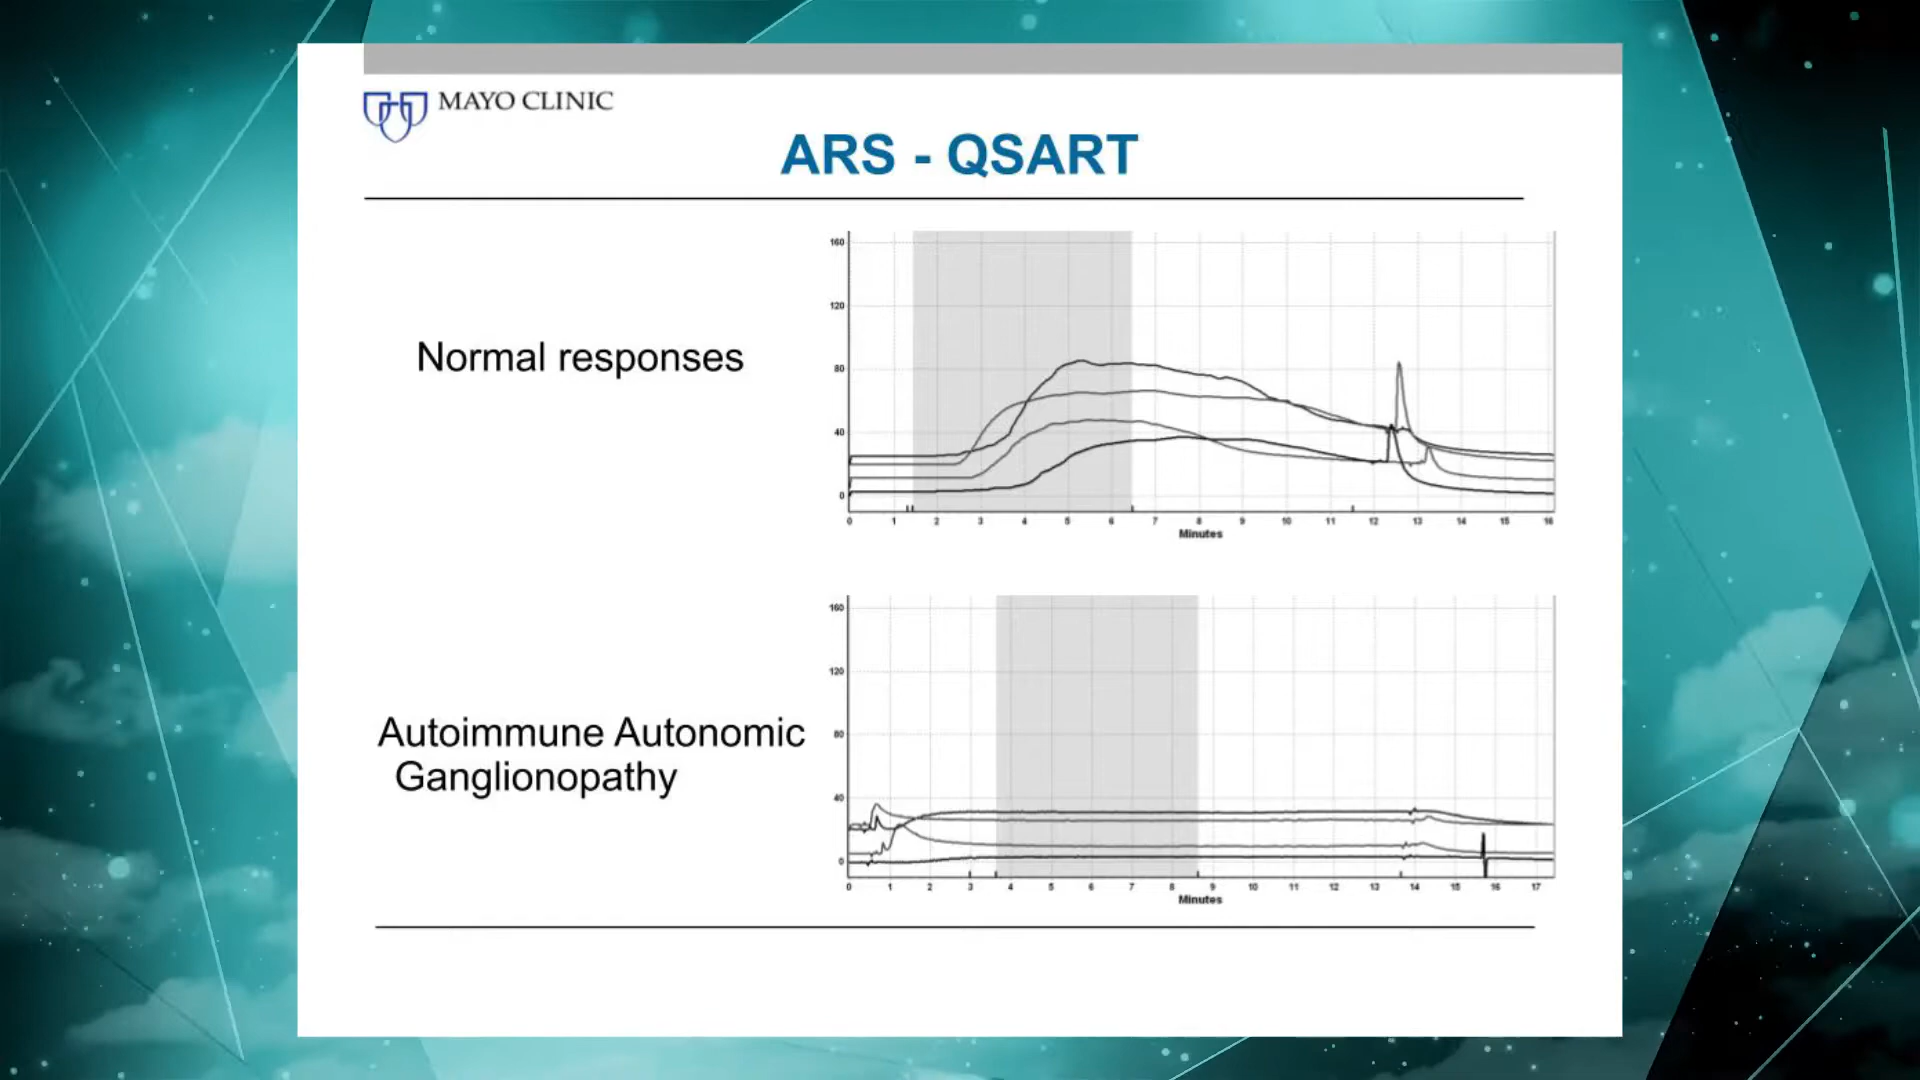 MAYO CLINIC
ARS - QSART
Normal responses
160
120
80
40
0
0 1 2 3 4 5 6 7 8 9 10 11 12 13 14 15 16
Minutes
Autoimmune Autonomic
Ganglionopathy
160
120
80
40
0
0 1 2 3 4 5 6 7 8 9 10 11 12 13 14 15 16 17
Minutes